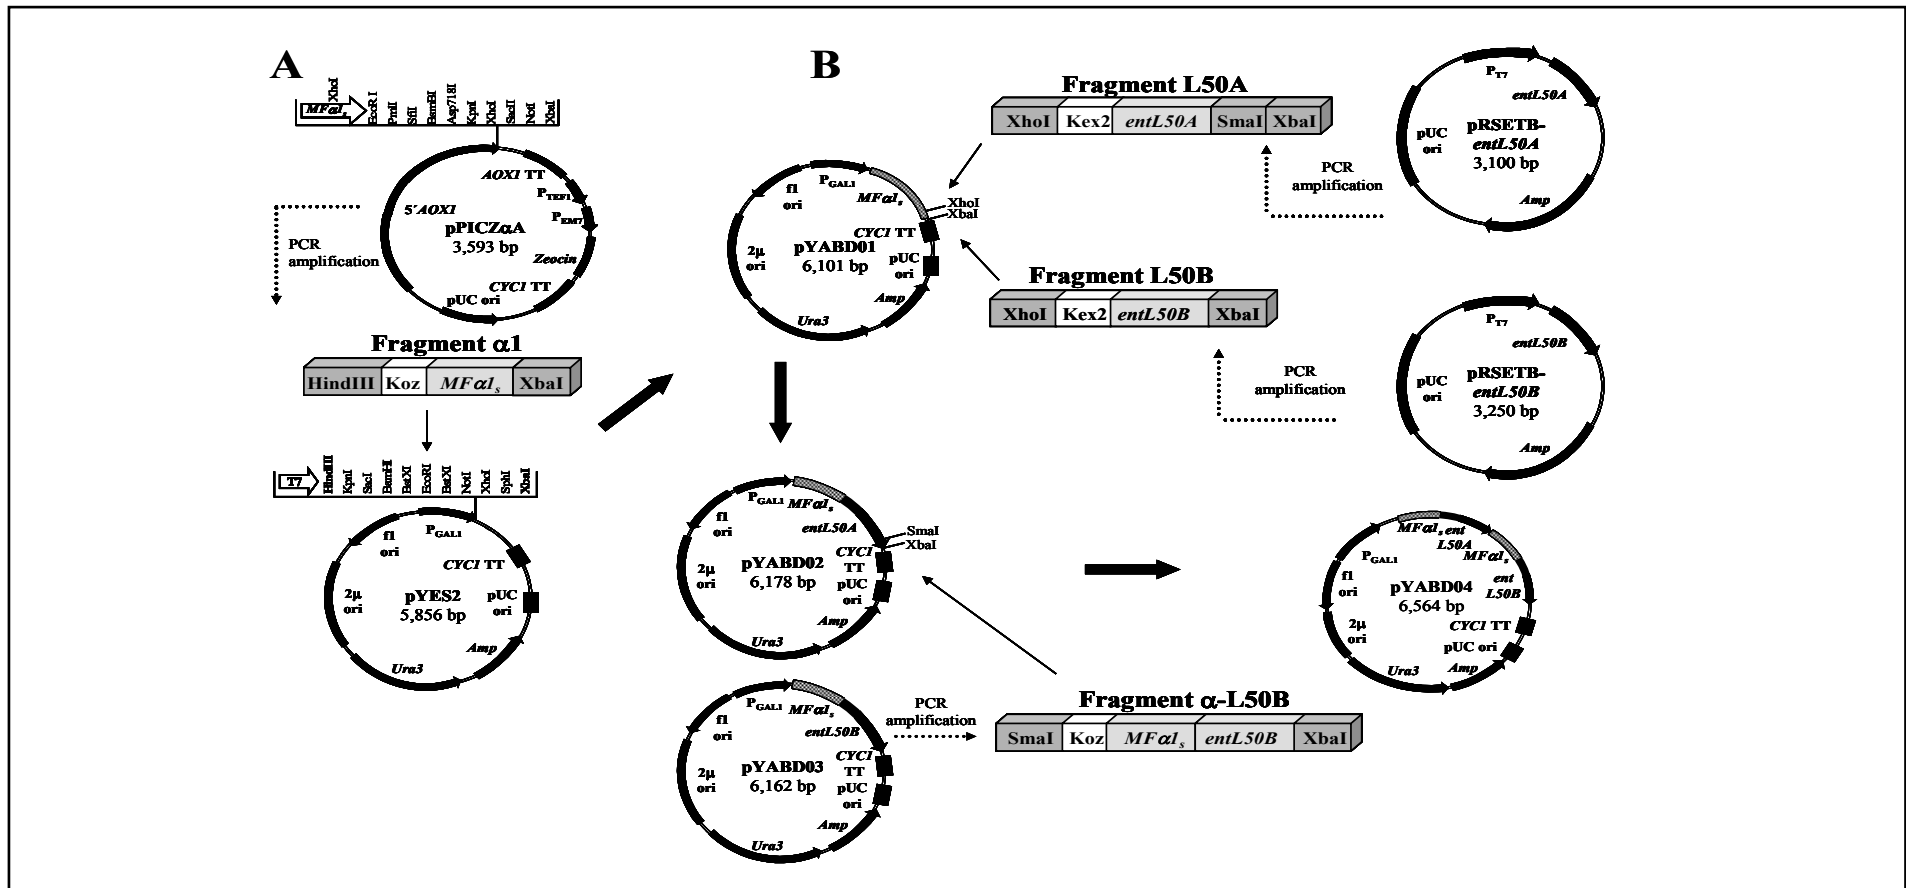 A
MFα1s
XhoI
EcoR I
PmlI
SfiI
BsmBI
Asp718I
KpnI
XhoI
SacII
NotI
XbaI
AOX1 TT
PTEF1
PEM7
5´AOX1
pPICZαA
3,593 bp
Zeocin
CYC1 TT
pUC ori
PCR
amplification
Fragment α1
HindIII Koz MFα1s XbaI
T7
HindIII
KpnI
SacI
BamHI
BstXI
EcoRI
BstXI
NotI
XhoI
SphI
XbaI
PGAL1
f1
ori
CYC1 TT
2μ
ori
pYES2
5,856 bp
pUC
ori
Amp
Ura3
B
Fragment L50A
XhoI Kex2 entL50A SmaI XbaI
PCR
amplification
PT7
entL50A
pUC
ori
pRSETB-
entL50A
3,100 bp
Amp
PGAL1
f1
ori
MFα1s
XhoI
XbaI
CYC1 TT
2μ
ori
pYABD01
6,101 bp
pUC
ori
Amp
Ura3
Fragment L50B
XhoI Kex2 entL50B XbaI
PCR
amplification
PT7
entL50B
pUC
ori
pRSETB-
entL50B
3,250 bp
Amp
PGAL1 MFα1s
f1
ori
entL50A
SmaI
XbaI
CYC1
TT
2μ
ori
pYABD02
6,178 bp
pUC
ori
Amp
Ura3
PGAL1 MFα1s
f1
ori
entL50B
CYC1
TT
2μ
ori
pYABD03
6,162 bp
pUC
ori
Amp
Ura3
PCR
amplification
Fragment α-L50B
SmaI Koz MFα1s entL50B XbaI
MFα1s ent
L50A
MFα1s
PGAL1
f1
ori
ent
L50B
pYABD04
6,564 bp
2μ
ori
CYC1 TT
pUC ori
Amp
Ura3